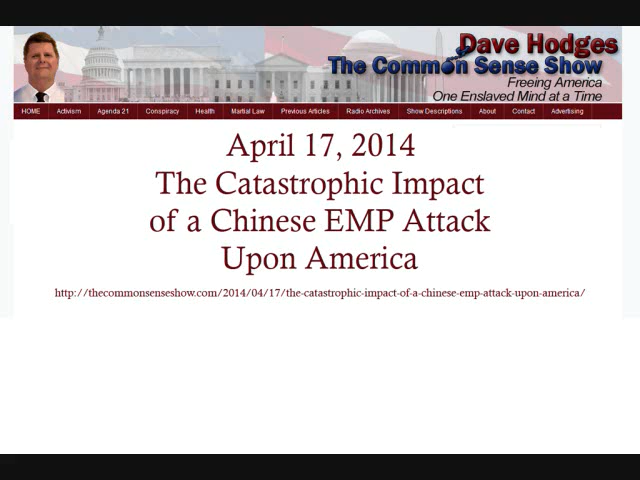 Dave Hodges
The Common Sense Show
Freeing America
One Enslaved Mind at a Time
HOME Activism Agenda 21 Conspiracy Health Martial Law Previous Articles Radio Archives Show Descriptions About Contact Advertising
April 17, 2014
The Catastrophic Impact
of a Chinese EMP Attack
Upon America
http://thecommonsenseshow.com/2014/04/17/the-catastrophic-impact-of-a-chinese-emp-attack-upon-america/